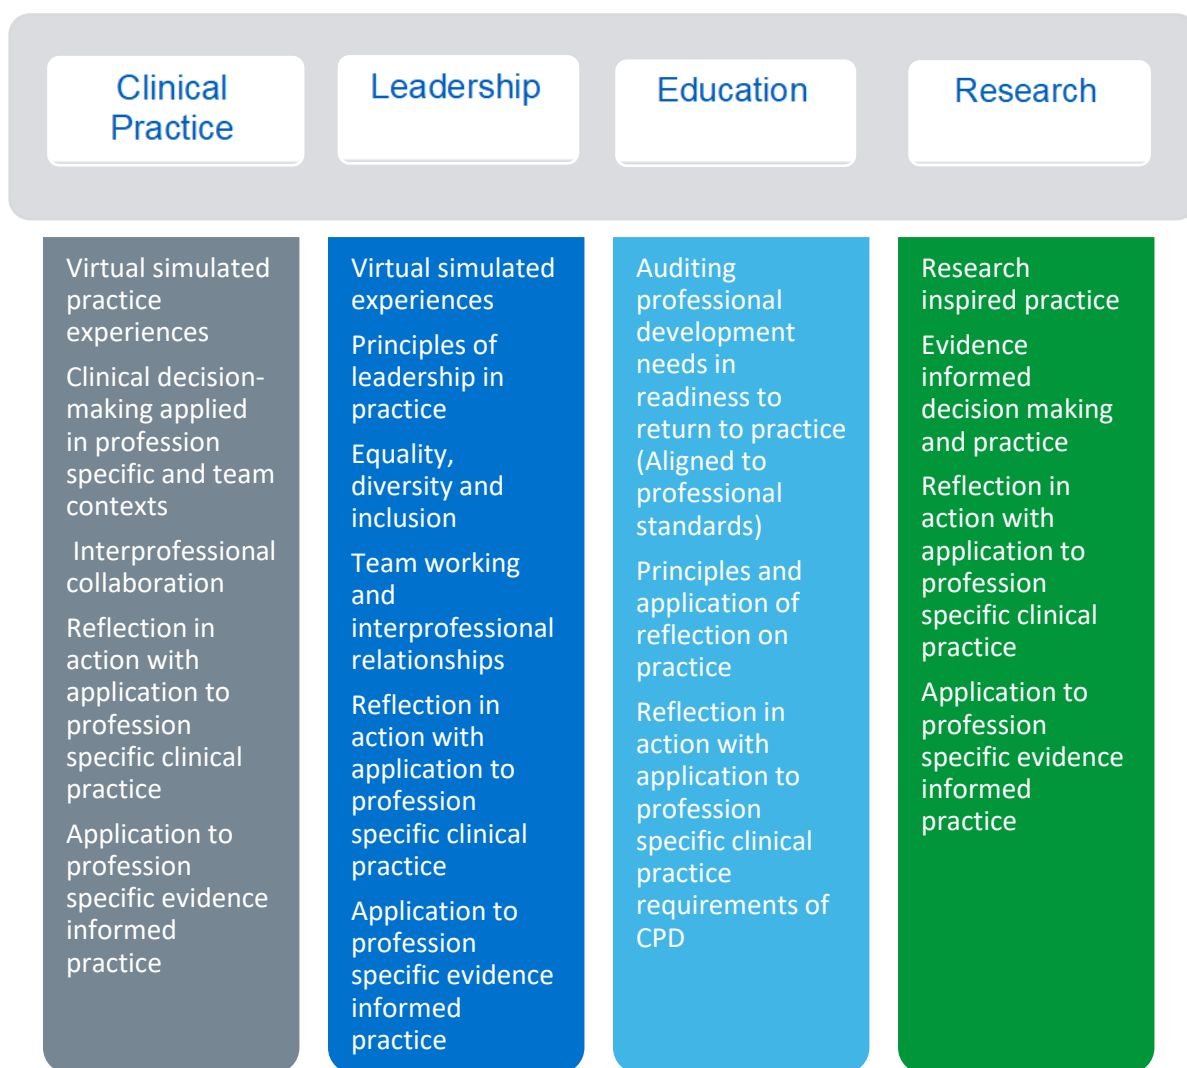 Clinical
Practice
Leadership
Education
Research
Virtual simulated
practice
experiences
Clinical decision-
making applied
in profession
specific and team
contexts
Interprofessional
collaboration
Reflection in
action with
application to
profession
specific clinical
practice
Application to
profession
specific evidence
informed
practice
Virtual simulated
experiences
Principles of
leadership in
practice
Equality,
diversity and
inclusion
Team working
and
interprofessional
relationships
Reflection in
action with
application to
profession
specific clinical
practice
Application to
profession
specific evidence
informed
practice
Auditing
professional
development
needs in
readiness to
return to practice
(Aligned to
professional
standards)
Principles and
application of
reflection on
practice
Reflection in
action with
application to
profession
specific clinical
practice
requirements of
CPD
Research
inspired practice
Evidence
informed
decision making
and practice
Reflection in
action with
application to
profession
specific clinical
practice
Application to
profession
specific evidence
informed
practice